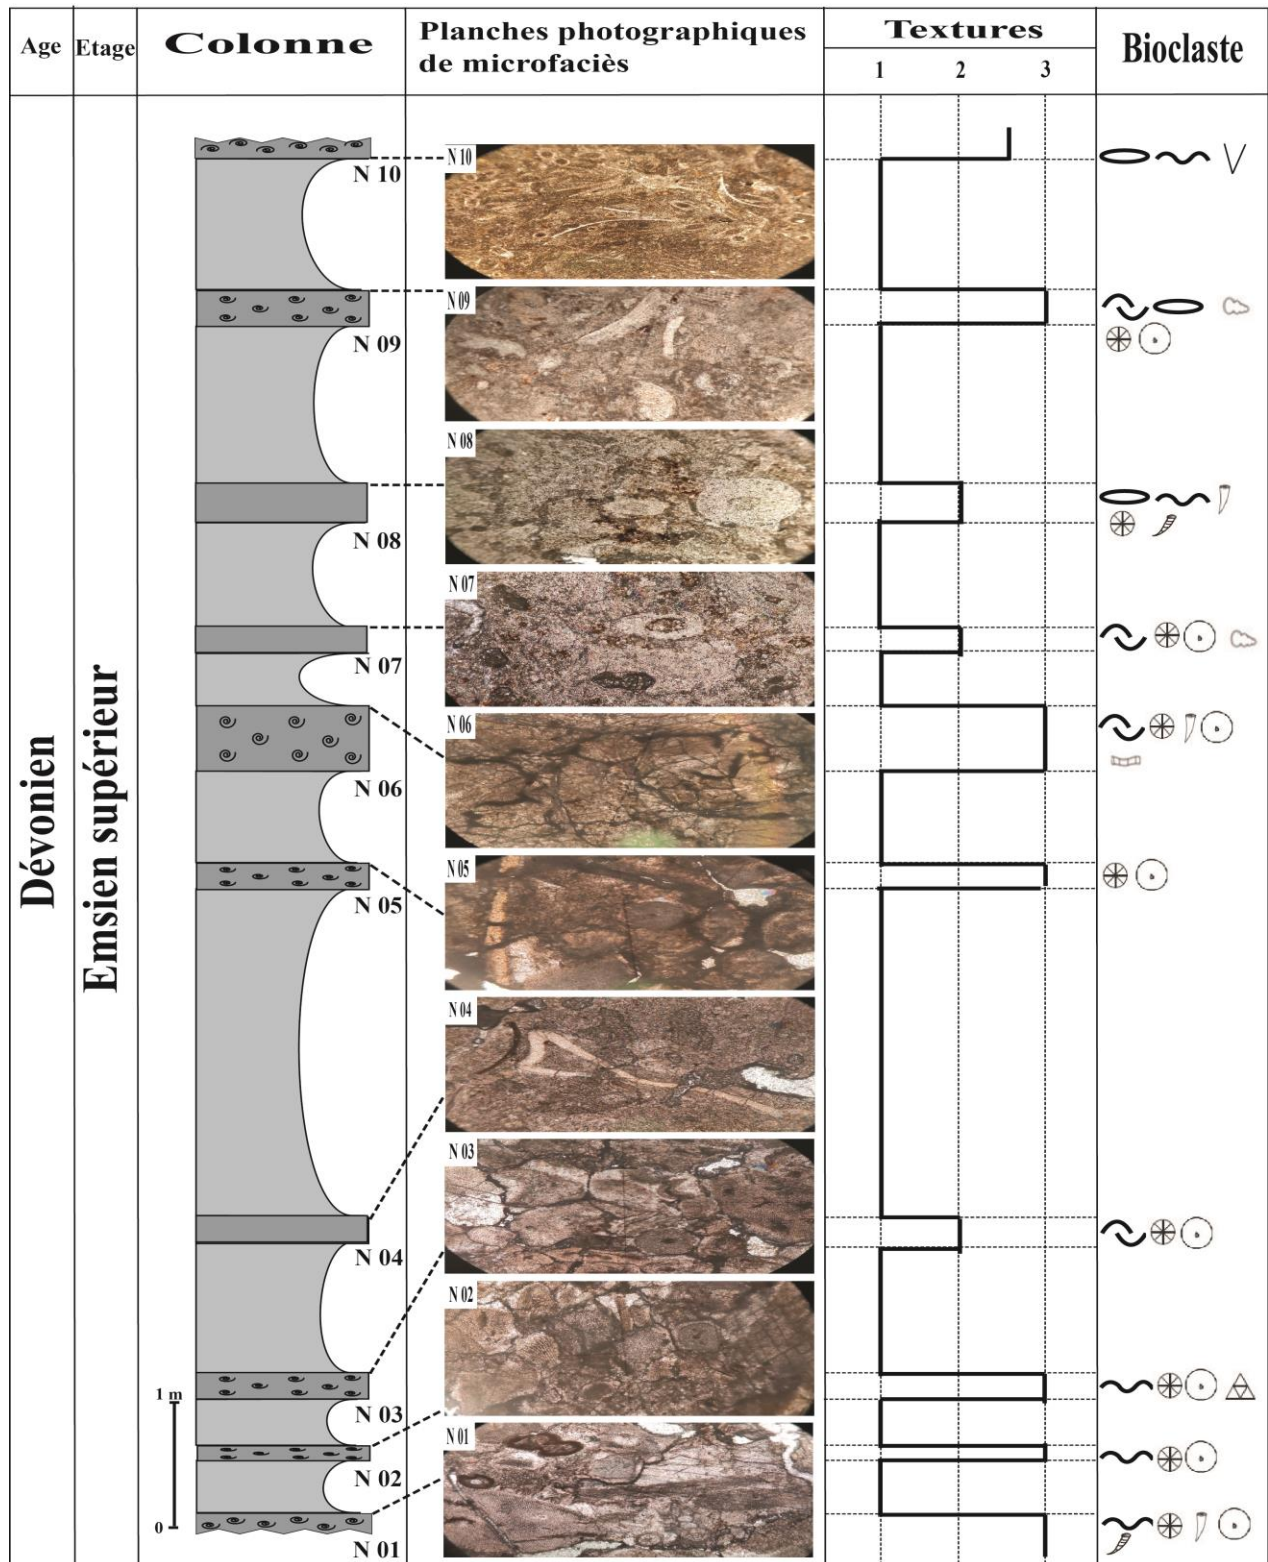 Age
Etage
Colonne
Planches photographiques
de microfaciès
Textures
1 2 3
Bioclaste
Dévonien
Emsien supérieur
N 10
N 09
N 08
N 07
N 06
N 05
N 04
N 03
N 02
N 01
1 m
0
N 10
N 09
N 08
N 07
N 06
N 05
N 04
N 03
N 02
N 01